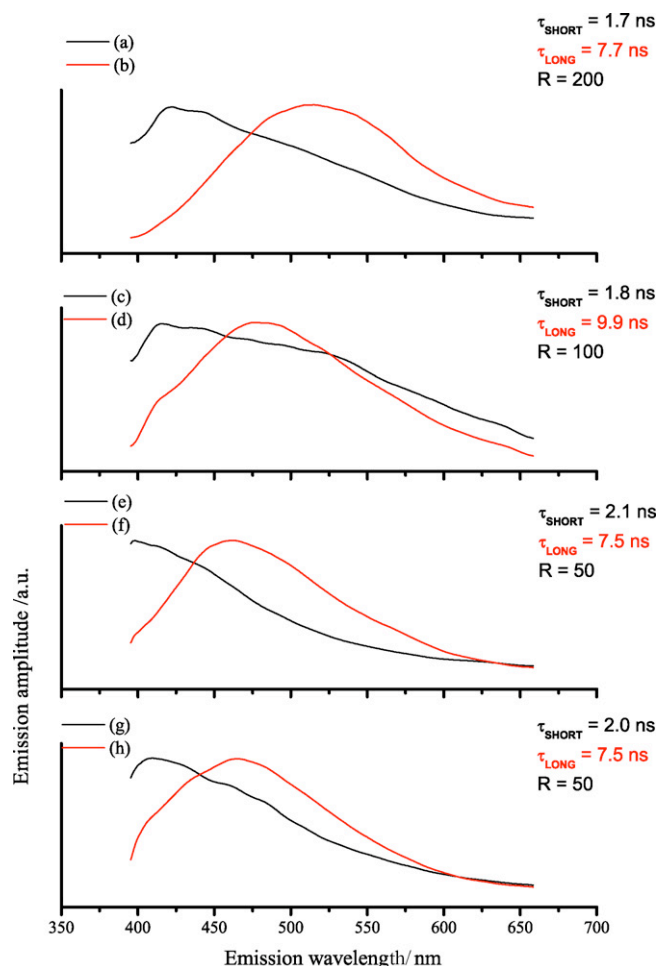 (a)
(b)
τSHORT = 1.7 ns
τLONG = 7.7 ns
R = 200
(c)
(d)
τSHORT = 1.8 ns
τLONG = 9.9 ns
R = 100
(e)
(f)
τSHORT = 2.1 ns
τLONG = 7.5 ns
R = 50
(g)
(h)
τSHORT = 2.0 ns
τLONG = 7.5 ns
R = 50
Emission amplitude /a.u.
350 400 450 500 550 600 650 700
Emission wavelength/ nm